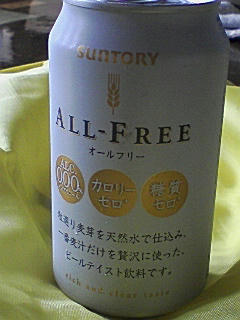 SUNTORY
ALL-FREE
オールフリー
ALC. 0.00%
カロリー ゼロ
糖質 ゼロ
粒選り麦芽を天然水で仕込み、
一番麦汁だけを贅沢に使った、
ビールテイスト飲料です。
rich and clear taste